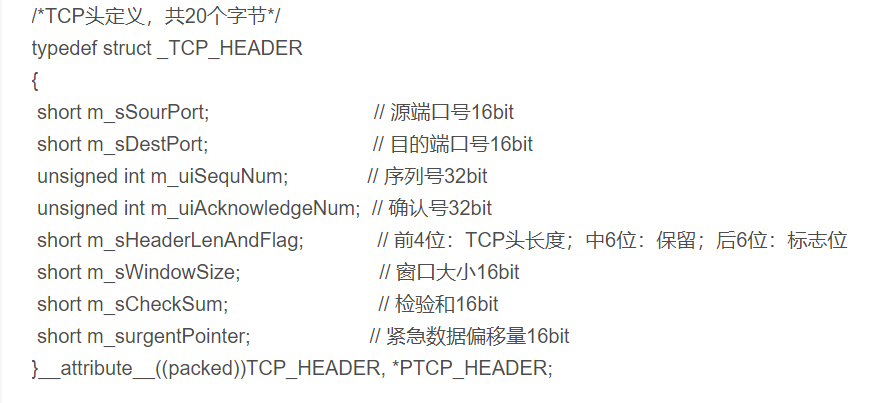 /*TCP头定义，共20个字节*/
typedef struct _TCP_HEADER
{
short m_sSourPort; // 源端口号16bit
short m_sDestPort; // 目的端口号16bit
unsigned int m_uiSequNum; // 序列号32bit
unsigned int m_uiAcknowledgeNum; // 确认号32bit
short m_sHeaderLenAndFlag; // 前4位：TCP头长度；中6位：保留；后6位：标志位
short m_sWindowSize; // 窗口大小16bit
short m_sCheckSum; // 检验和16bit
short m_surgentPointer; // 紧急数据偏移量16bit
}__attribute__((packed))TCP_HEADER, *PTCP_HEADER;